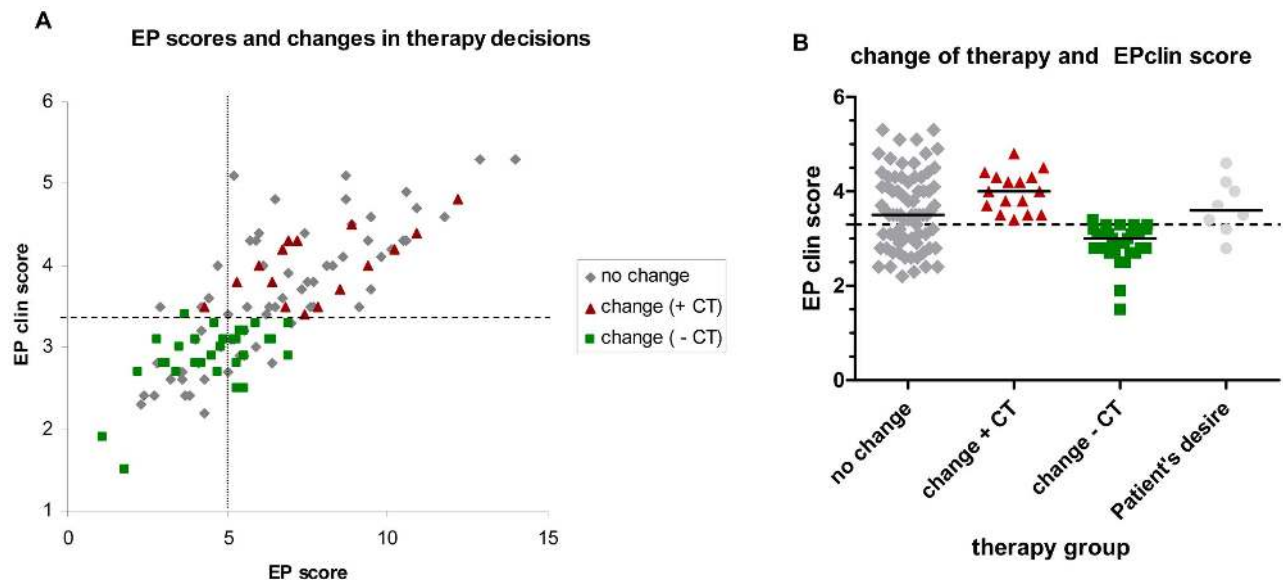 A
EP scores and changes in therapy decisions
6
5
4
3
2
1
0
5
10
15
EP clin score
EP score
no change
change (+ CT)
change ( - CT)
B
change of therapy and EPclin score
6
4
2
0
EP clin score
no change
change + CT
change - CT
Patient's desire
therapy group